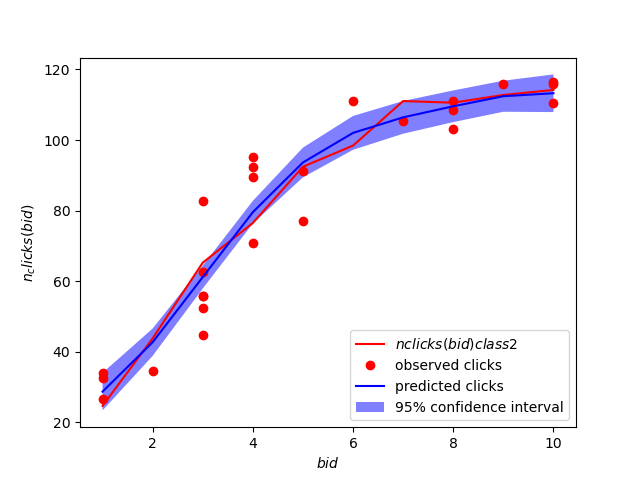 120
100
80
60
40
20
n_clicks(bid)
2
4
6
8
10
bid
nclicks(bid)class2
observed clicks
predicted clicks
95% confidence interval